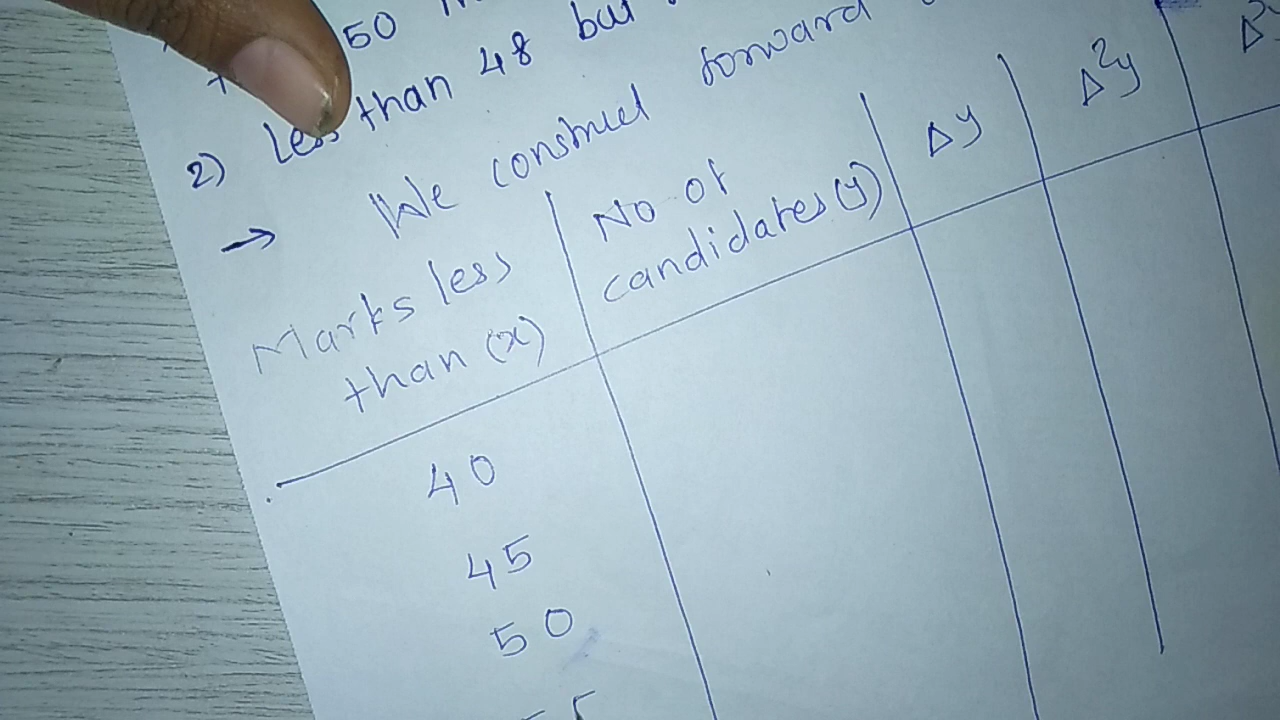 50
2) Less than 48 but
→ We construct forward
Marks less than (x) No of candidates (y) Δy Δ²y
40
45
50
55